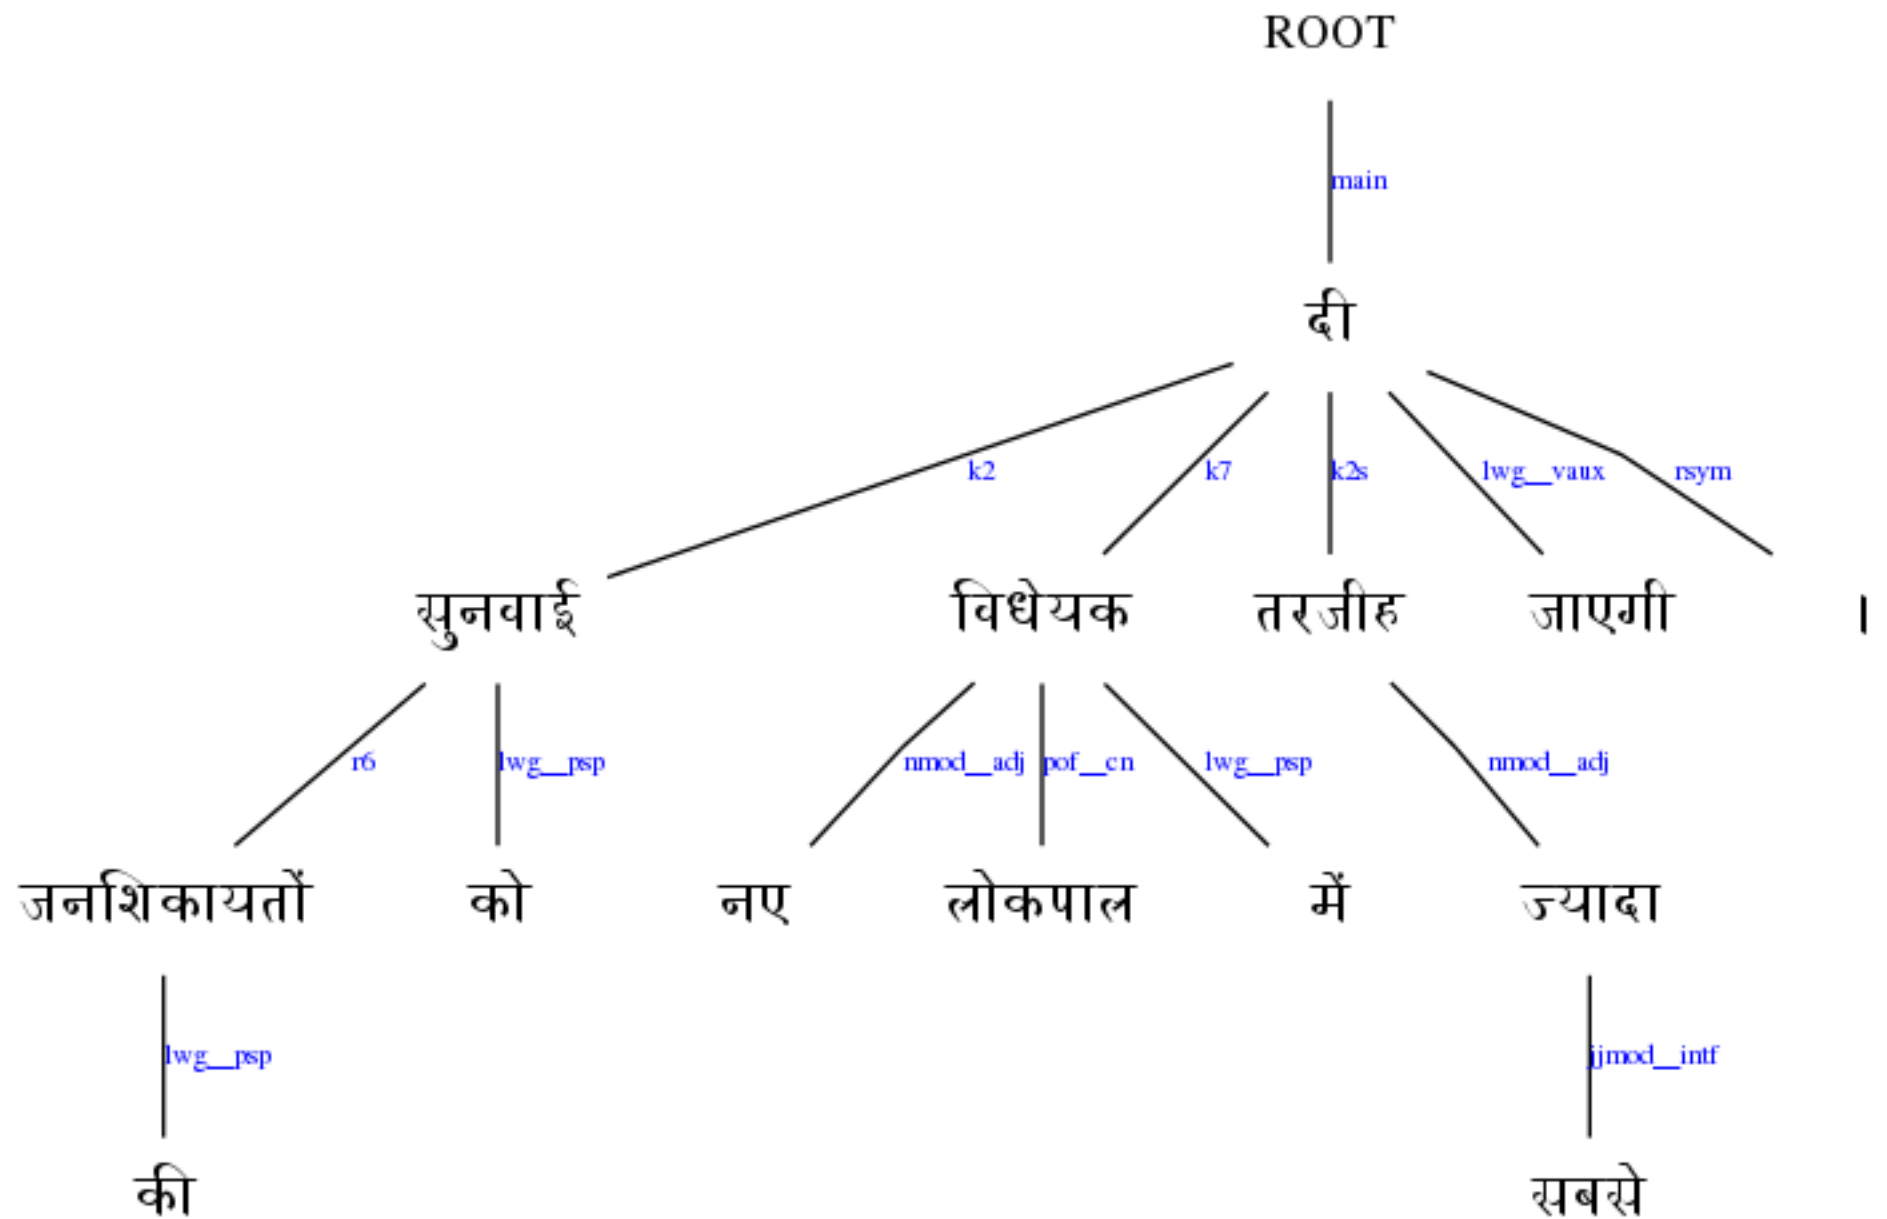 ROOT
main
दी
k2 k7 k2s lwg__vaux rsym
सुनवाई विधेयक तरजीह जाएगी ।
r6 lwg__psp nmod__adj pof__cn lwg__psp nmod__adj
जनशिकायतों को नए लोकपाल में ज्यादा
lwg__psp jjmod__intf
की सबसे